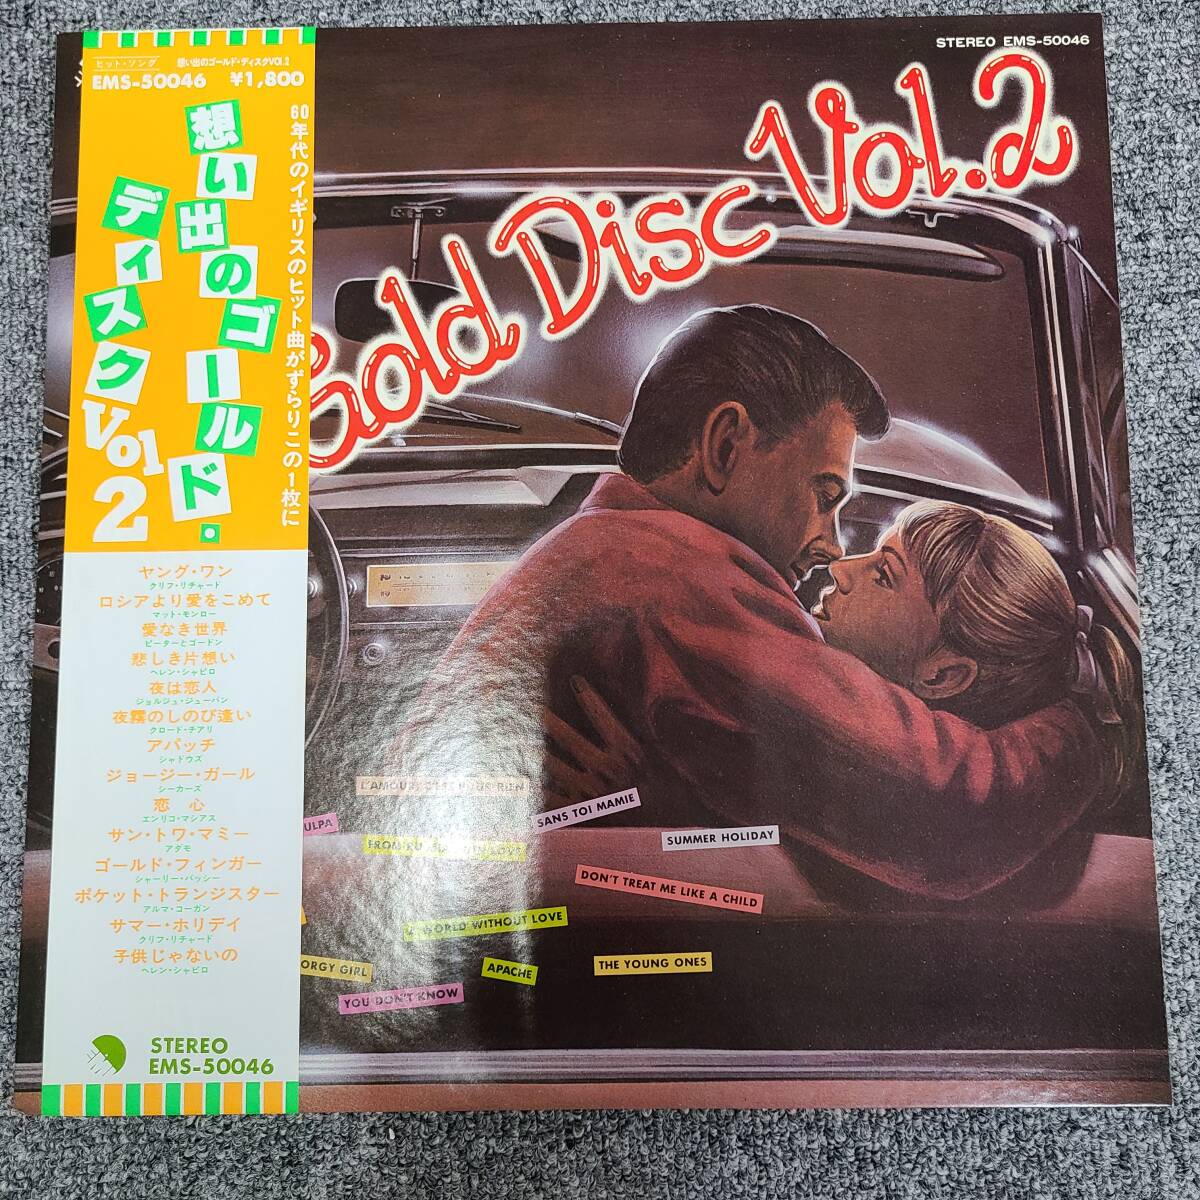 ヒット・ソング 想い出のゴールド・ディスクVOL.2
EMS-50046 ¥1,800
60年代のイギリスのヒット曲がずらりこの1枚に
想い出のゴールド・
ディスク
Vol
2
ヤング・ワン
クリフ・リチャード
ロシアより愛をこめて
マット・モンロー
愛なき世界
ピーターとゴードン
悲しき片想い
ヘレン・シャピロ
夜は恋人
ジョルジュ・ジューバン
夜霧のしのび逢い
クロード・チアリ
アパッチ
シャドウズ
ジョージー・ガール
シーカーズ
恋 心
エンリコ・マシアス
サン・トワ・マミー
アダモ
ゴールド・フィンガー
シャーリー・バッシー
ポケット・トランジスター
アルマ・コーガン
サマー・ホリデイ
クリフ・リチャード
子供じゃないの
ヘレン・シャピロ
STEREO
EMS-50046
STEREO EMS-50046
Gold Disc Vol.2
ULPA
SANS TOI MAMIE
SUMMER HOLIDAY
DON'T TREAT ME LIKE A CHILD
WORLD WITHOUT LOVE
ORGY GIRL
APACHE
THE YOUNG ONES
YOU DON'T KNOW